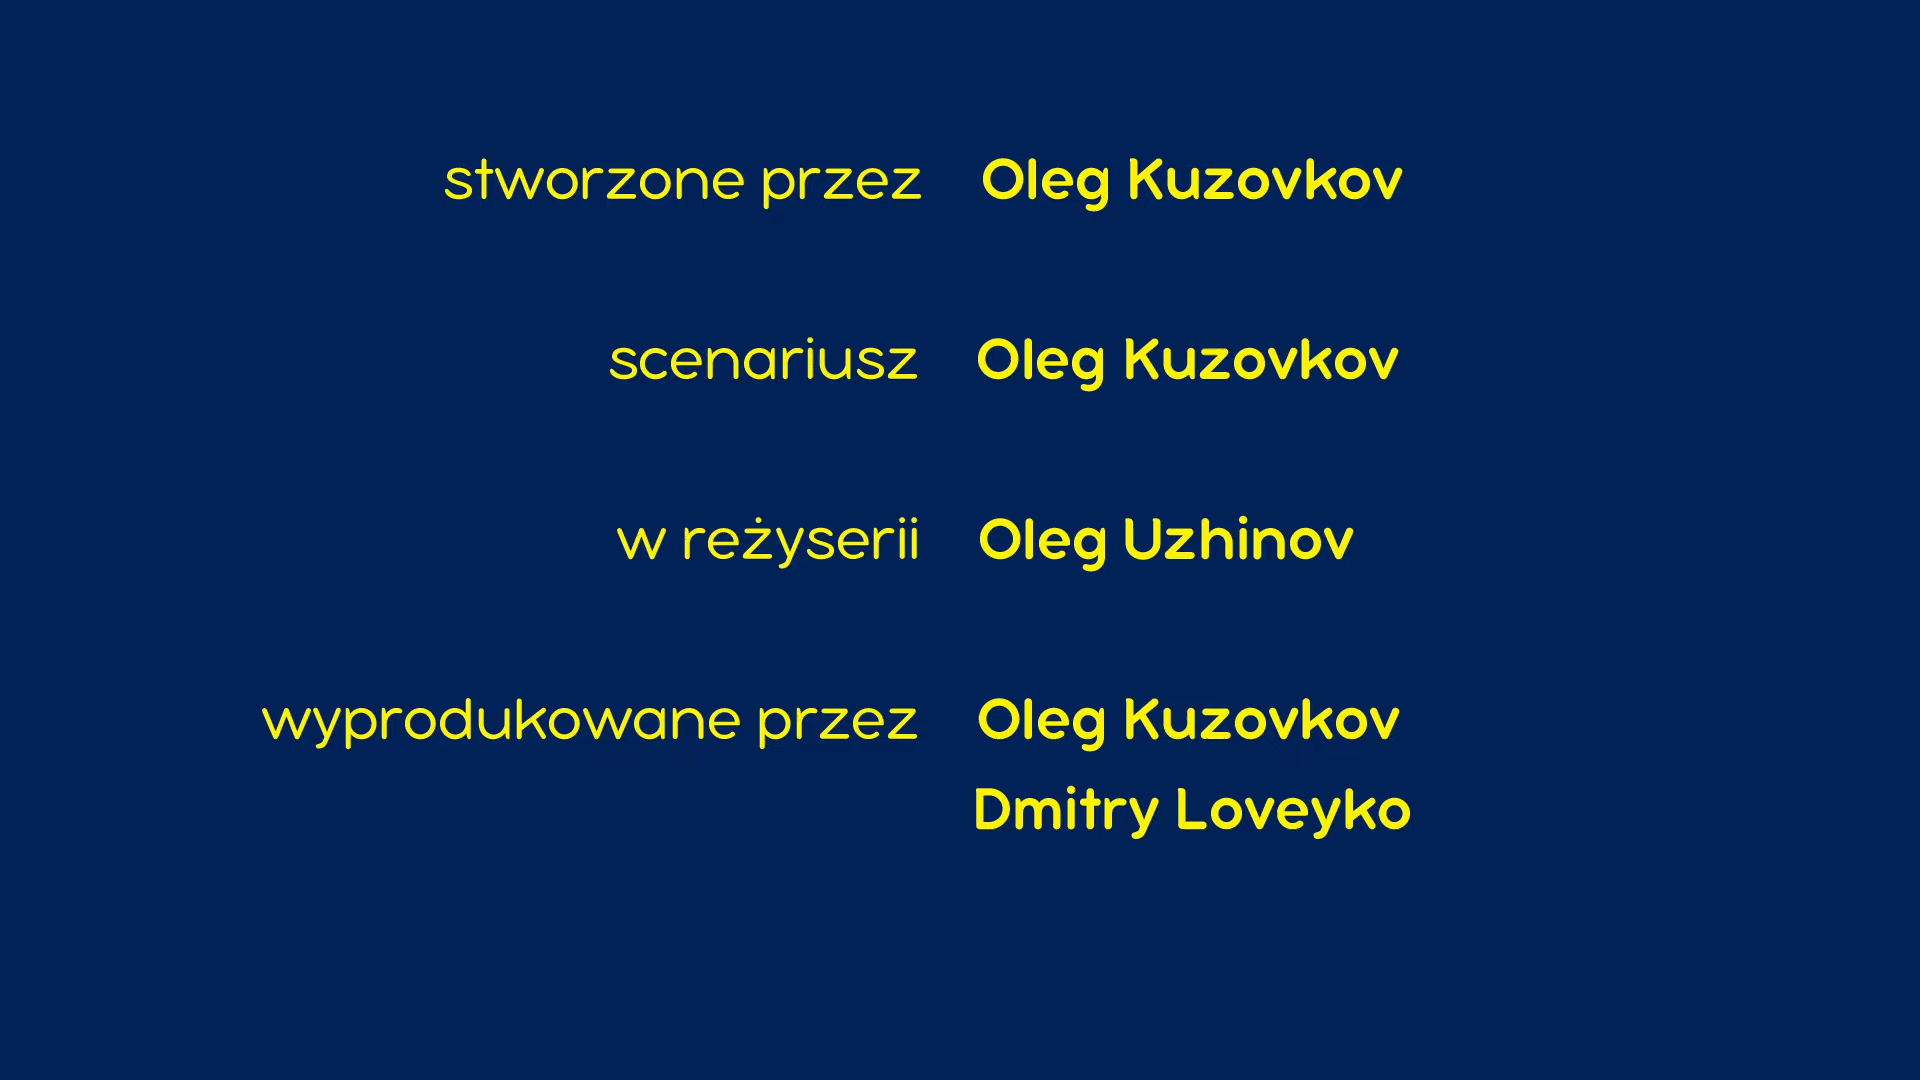 stworzone przez Oleg Kuzovkov
scenariusz Oleg Kuzovkov
w reżyserii Oleg Uzhinov
wyprodukowane przez Oleg Kuzovkov
Dmitry Loveyko